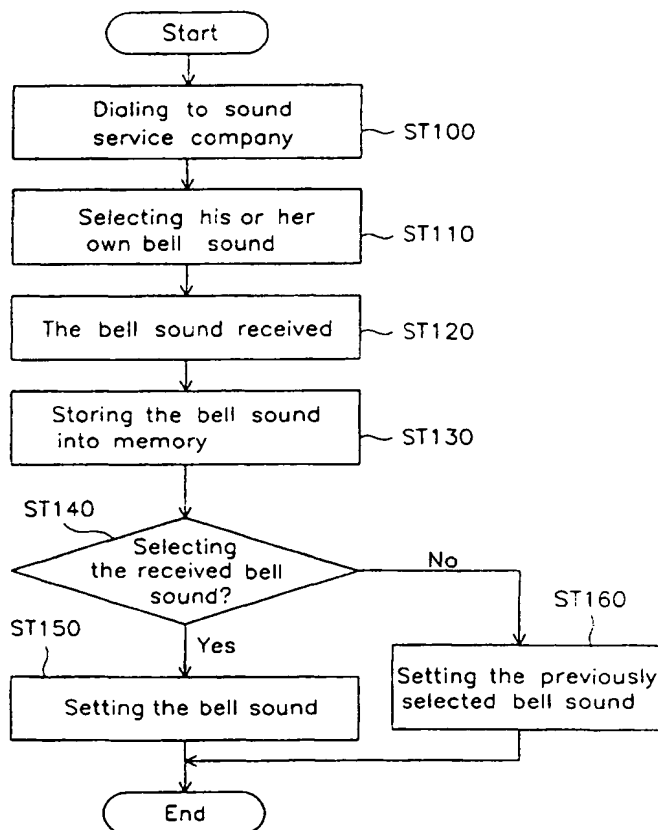 Start
Dialing to sound
service company
ST100
Selecting his or her
own bell sound
ST110
The bell sound received
ST120
Storing the bell sound
into memory
ST130
ST140
Selecting
the received bell
sound?
No
Yes
ST150
Setting the bell sound
ST160
Setting the previously
selected bell sound
End